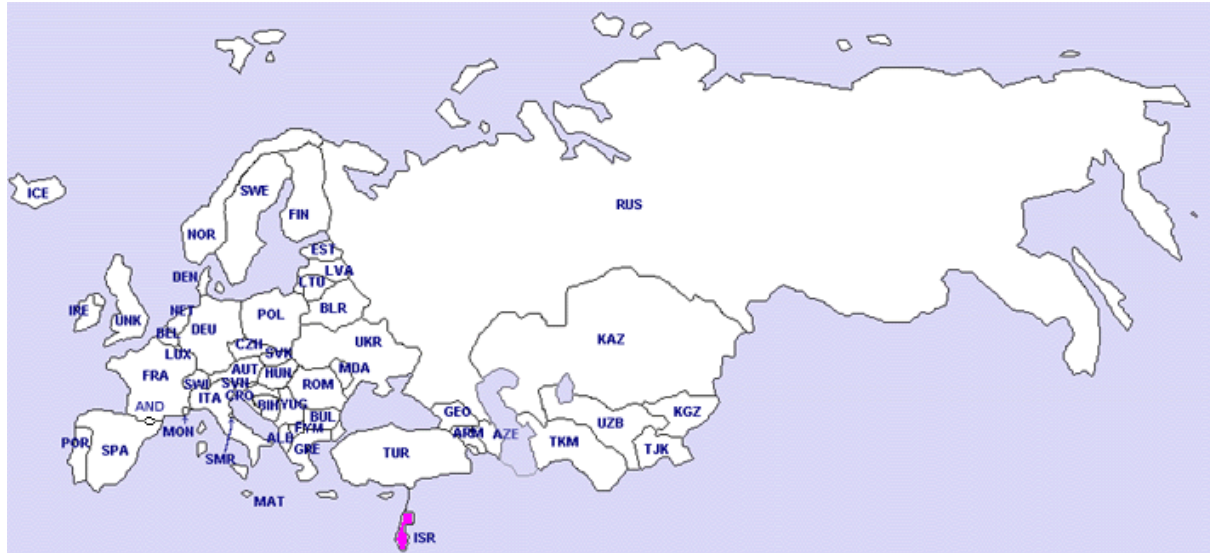 ICE
SWE
FIN
RUS
NOR
EST
DEN
LVA
LTU
IRE
NET
UNK
BEL
DEU
POL
BLR
LUX
CZH
SVK
UKR
KAZ
FRA
SWI
AUT
HUN
MDA
SVN
ROM
AND
ITA
CRO
BIH
YUG
MON
BUL
GEO
KGZ
FYM
UZB
POR
SPA
SMR
ALB
GRE
TUR
ARM
AZE
TKM
TJK
MAT
ISR